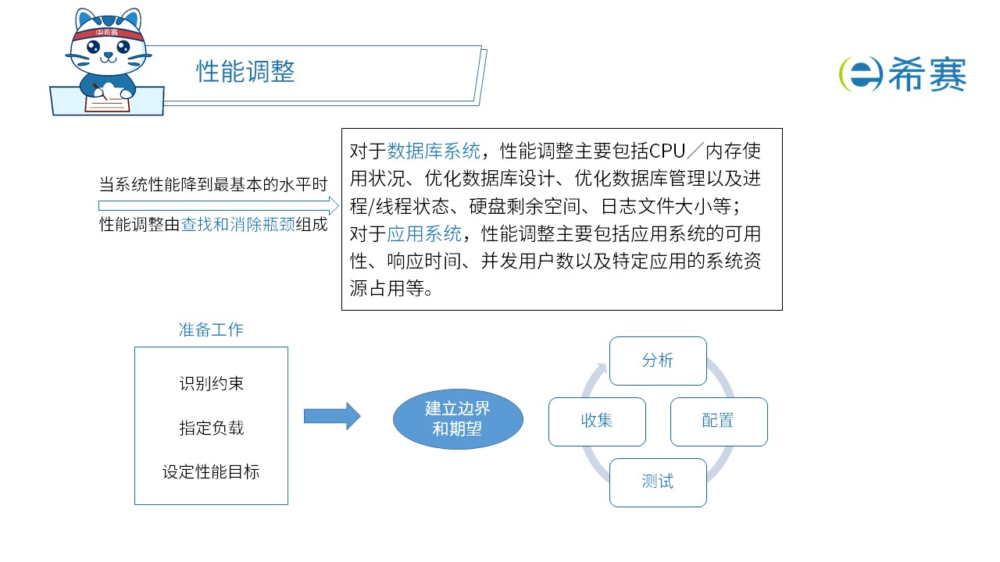 希赛
性能调整
希赛
当系统性能降到最基本的水平时
性能调整由查找和消除瓶颈组成
对于数据库系统，性能调整主要包括CPU／内存使
用状况、优化数据库设计、优化数据库管理以及进
程/线程状态、硬盘剩余空间、日志文件大小等；
对于应用系统，性能调整主要包括应用系统的可用
性、响应时间、并发用户数以及特定应用的系统资
源占用等。
准备工作
识别约束
指定负载
设定性能目标
建立边界
和期望
分析
收集
配置
测试